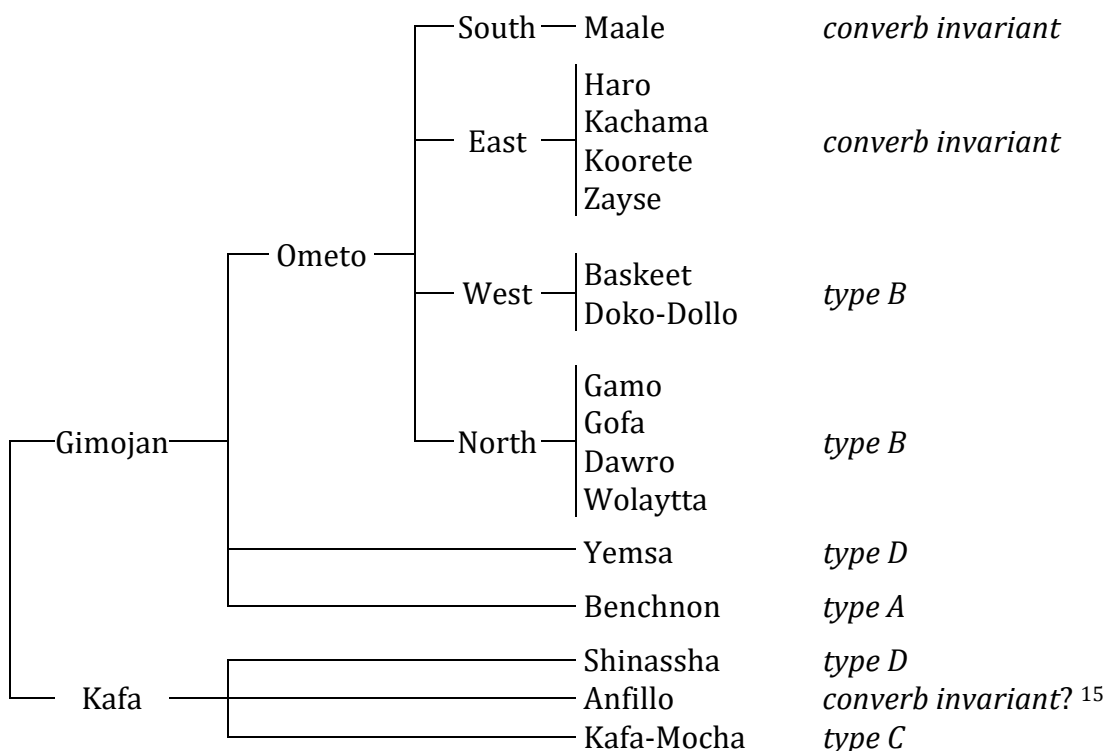 South Maale converb invariant
Haro
Kachama
East converb invariant
Koorete
Zayse
Ometo
Baskeet
West type B
Doko-Dollo
Gamo
Gofa
Gimojan North type B
Dawro
Wolaytta
Yemsa type D
Benchnon type A
Shinassha type D
Kafa Anfillo converb invariant? 15
Kafa-Mocha type C